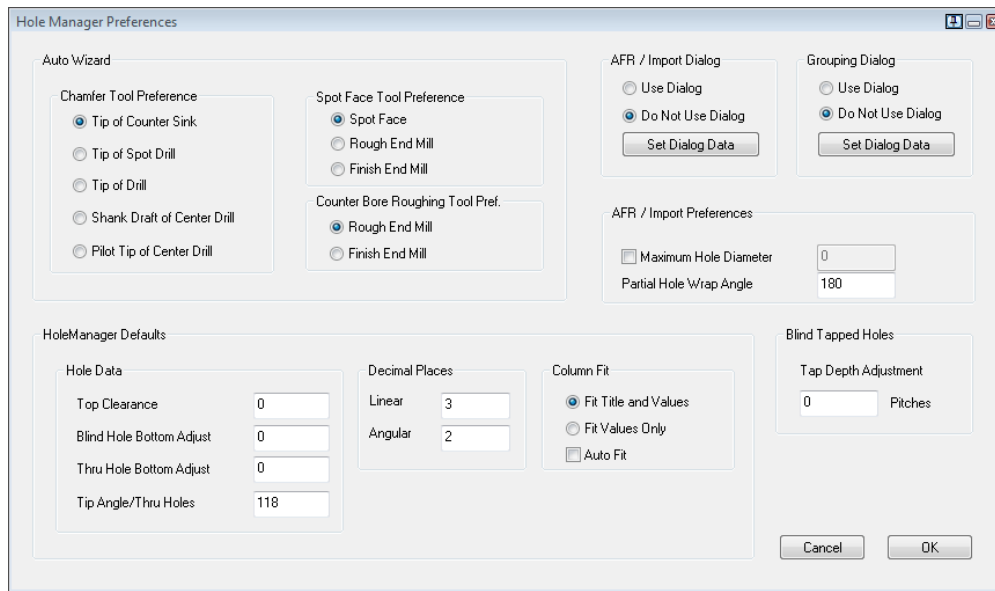 Hole Manager Preferences
Auto Wizard
Chamfer Tool Preference
Tip of Counter Sink
Tip of Spot Drill
Tip of Drill
Shank Draft of Center Drill
Pilot Tip of Center Drill
Spot Face Tool Preference
Spot Face
Rough End Mill
Finish End Mill
Counter Bore Roughing Tool Pref.
Rough End Mill
Finish End Mill
AFR / Import Dialog
Use Dialog
Do Not Use Dialog
Set Dialog Data
Grouping Dialog
Use Dialog
Do Not Use Dialog
Set Dialog Data
AFR / Import Preferences
Maximum Hole Diameter 0
Partial Hole Wrap Angle 180
HoleManager Defaults
Hole Data
Top Clearance 0
Blind Hole Bottom Adjust 0
Thru Hole Bottom Adjust 0
Tip Angle/Thru Holes 118
Decimal Places
Linear 3
Angular 2
Column Fit
Fit Title and Values
Fit Values Only
Auto Fit
Blind Tapped Holes
Tap Depth Adjustment
0 Pitches
Cancel OK